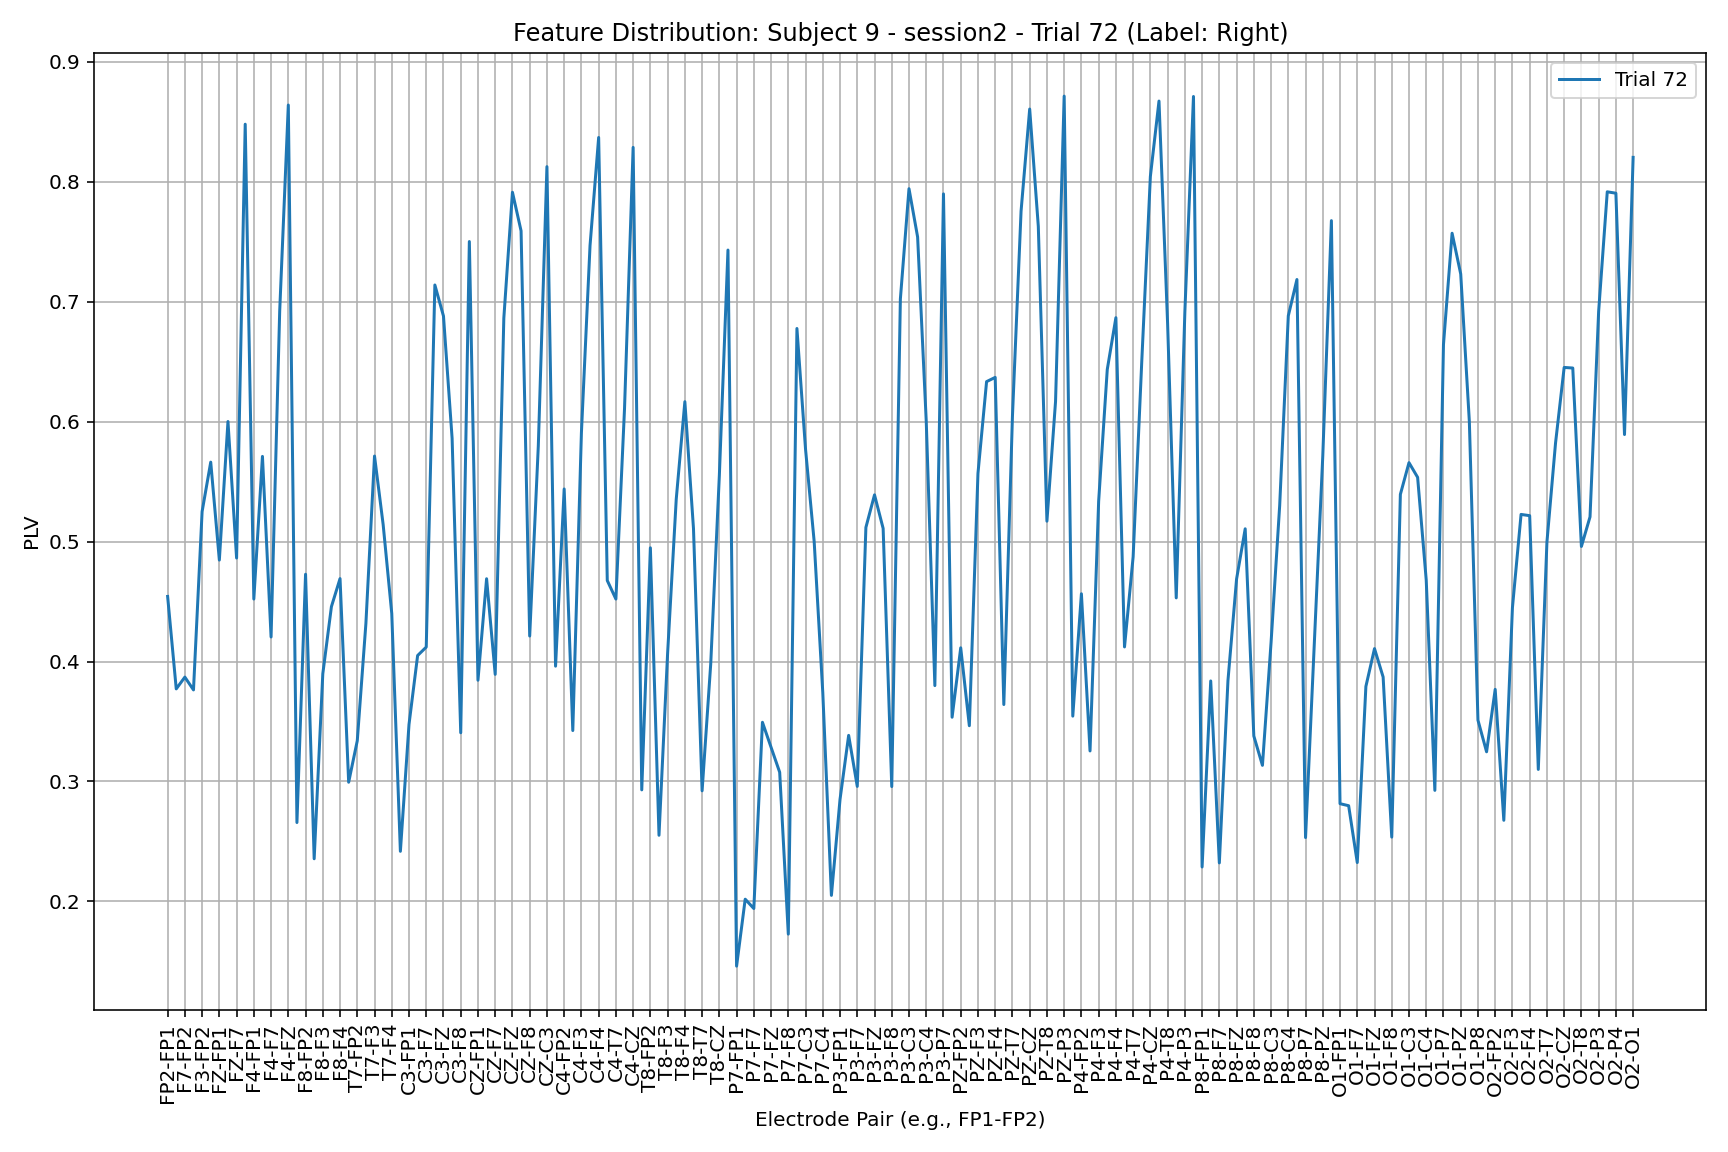 Feature Distribution: Subject 9 - session2 - Trial 72 (Label: Right)
Trial 72
PLV
0.9
0.8
0.7
0.6
0.5
0.4
0.3
0.2
FP2-FP1
F7-FP2
F3-FP2
FZ-FP1
FZ-F7
F4-FP1
F4-F7
F4-FZ
F8-FP2
F8-F3
F8-F4
T7-FP2
T7-F3
T7-F4
C3-FP1
C3-F7
C3-FZ
C3-F8
CZ-FP1
CZ-F7
CZ-FZ
CZ-F8
CZ-C3
C4-FP2
C4-F3
C4-F4
C4-T7
C4-CZ
T8-FP2
T8-F3
T8-F4
T8-T7
T8-CZ
P7-FP1
P7-F7
P7-FZ
P7-F8
P7-C3
P7-C4
P3-FP1
P3-F7
P3-FZ
P3-F8
P3-C3
P3-C4
P3-P7
PZ-FP2
PZ-F3
PZ-F4
PZ-T7
PZ-CZ
PZ-T8
PZ-P3
P4-FP2
P4-F3
P4-F4
P4-T7
P4-CZ
P4-T8
P4-P3
P8-FP1
P8-F7
P8-FZ
P8-F8
P8-C3
P8-C4
P8-P7
P8-PZ
O1-FP1
O1-F7
O1-FZ
O1-F8
O1-C3
O1-C4
O1-P7
O1-PZ
O1-P8
O2-FP2
O2-F3
O2-F4
O2-T7
O2-CZ
O2-T8
O2-P3
O2-P4
O2-O1
Electrode Pair (e.g., FP1-FP2)